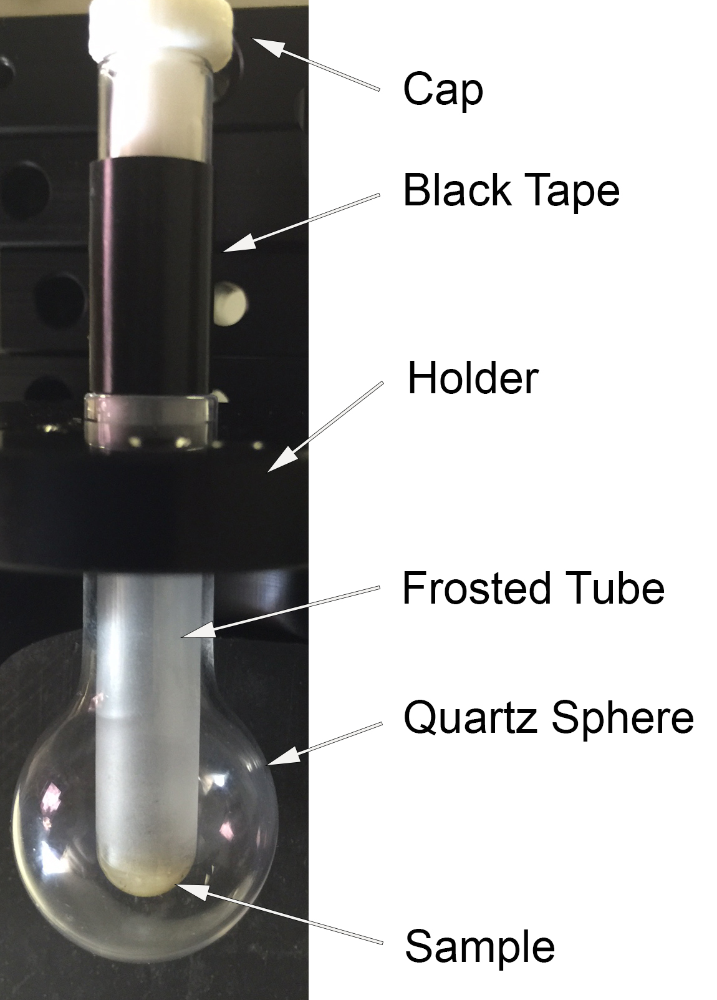 Cap
Black Tape
Holder
Frosted Tube
Quartz Sphere
Sample